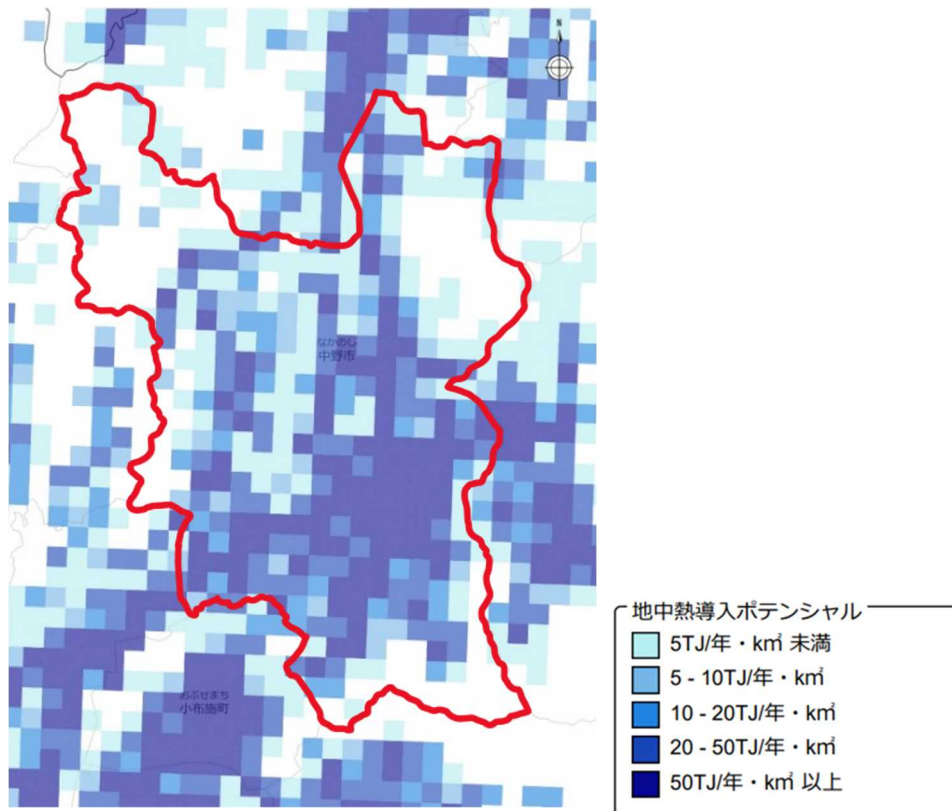 N
なかのし
中野市
おぶせまち
小布施町
地中熱導入ポテンシャル
5TJ/年・㎢ 未満
5 - 10TJ/年・㎢
10 - 20TJ/年・㎢
20 - 50TJ/年・㎢
50TJ/年・㎢ 以上